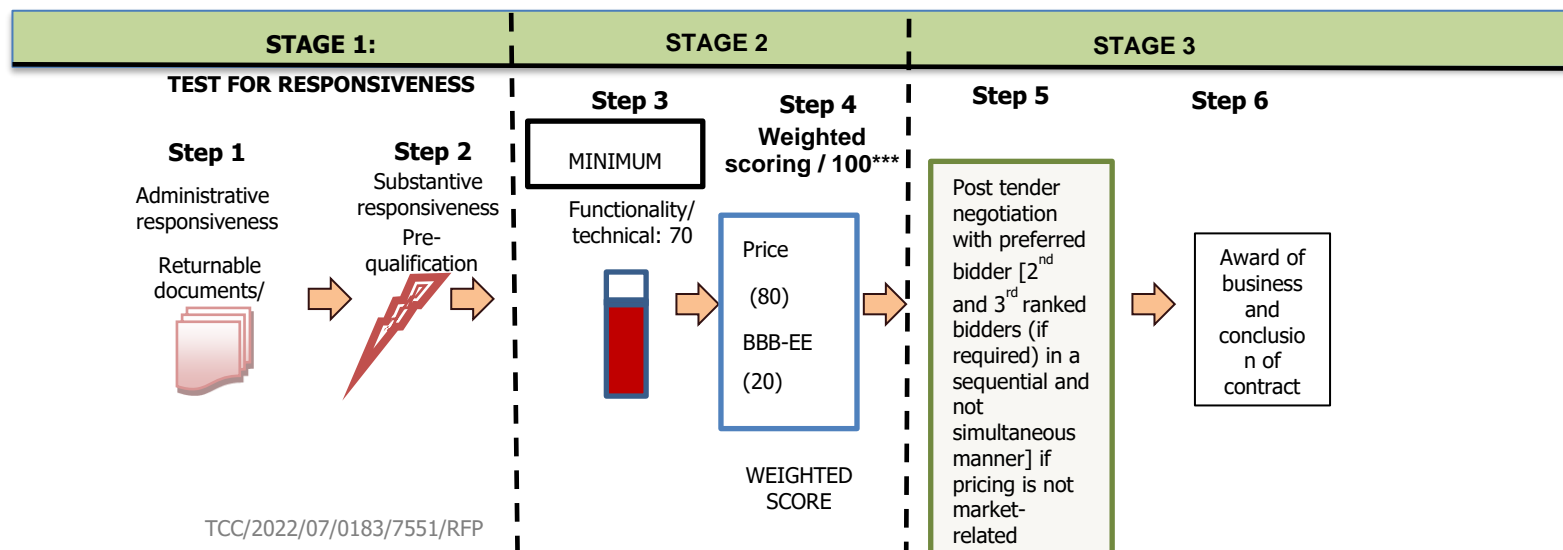 STAGE 1:
STAGE 2
STAGE 3
TEST FOR RESPONSIVENESS
Step 1
Administrative
responsiveness
Returnable
documents/
Step 2
Substantive
responsiveness
Pre-
qualification
Step 3
MINIMUM
Functionality/
technical: 70
Step 4
Weighted
scoring / 100***
Price
(80)
BBB-EE
(20)
WEIGHTED
SCORE
Step 5
Post tender
negotiation
with preferred
bidder [2nd
and 3rd ranked
bidders (if
required) in a
sequential and
not
simultaneous
manner] if
pricing is not
market-
related
Step 6
Award of
business
and
conclusio
n of
contract
TCC/2022/07/0183/7551/RFP